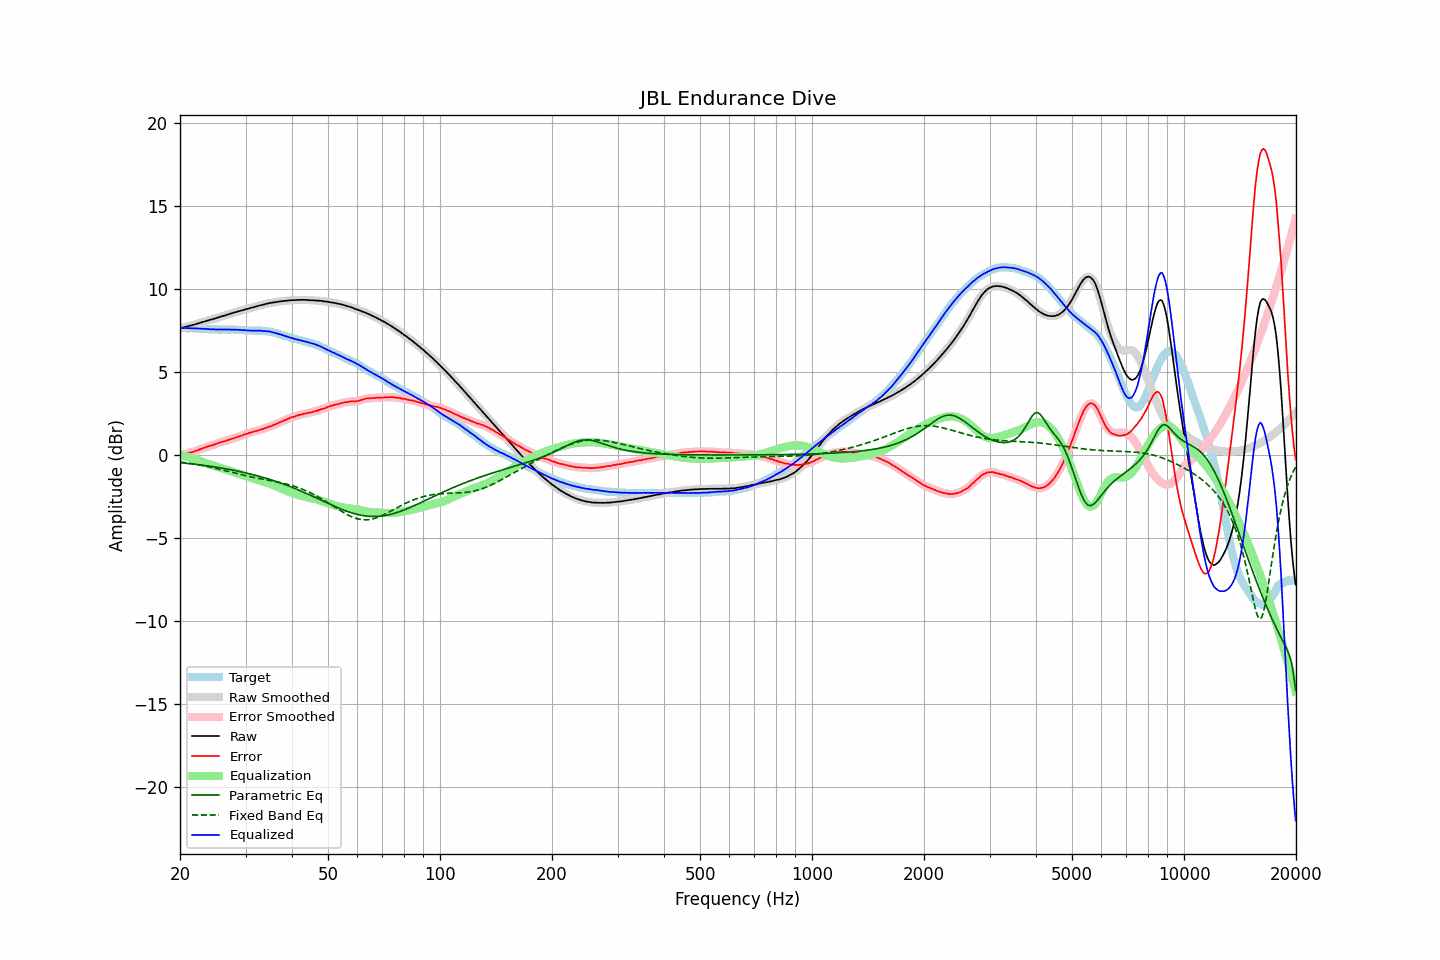 JBL Endurance Dive
Amplitude (dBr)
20
15
10
5
0
−5
−10
−15
−20
Target
Raw Smoothed
Error Smoothed
Raw
Error
Equalization
Parametric Eq
Fixed Band Eq
Equalized
20 50 100 200 500 1000 2000 5000 10000 20000
Frequency (Hz)